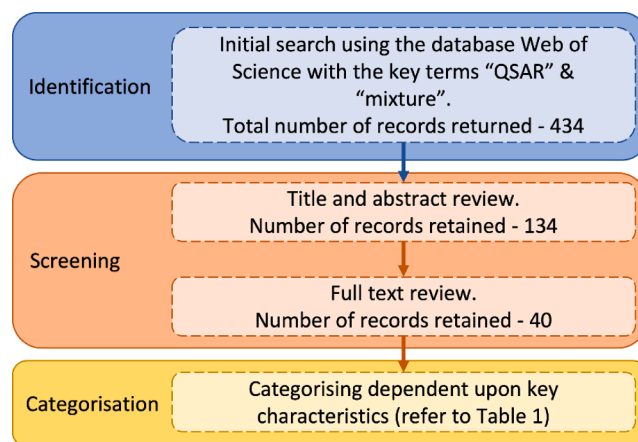 Identification
Initial search using the database Web of
Science with the key terms “QSAR” &
“mixture”.
Total number of records returned - 434
Screening
Title and abstract review.
Number of records retained - 134
Full text review.
Number of records retained - 40
Categorisation
Categorising dependent upon key
characteristics (refer to Table 1)